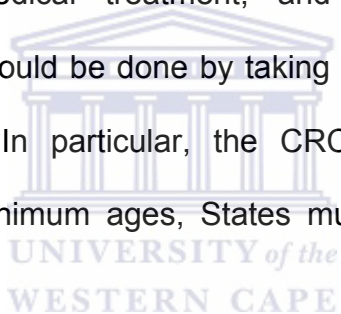 treatment, and
ould be done by taking
In particular, the CRC
nimum ages, States mu
UNIVERSITY of the
WESTERN CAPE